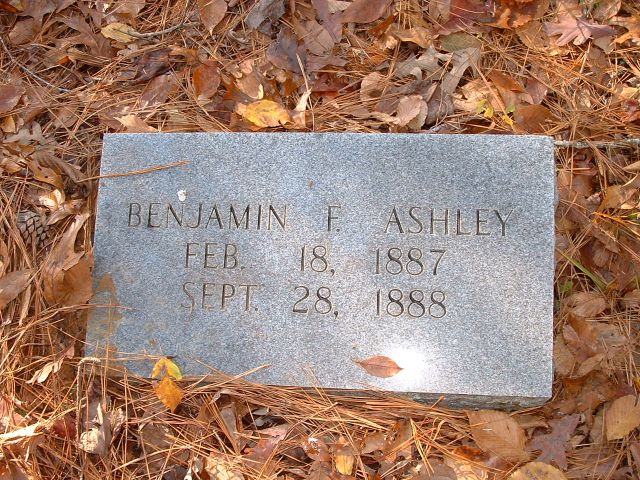 BENJAMIN F. ASHLEY
FEB. 18, 1887
SEPT. 28, 1888